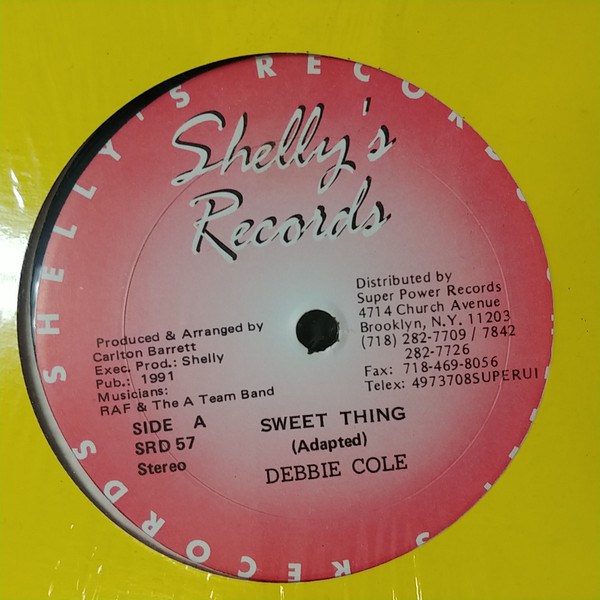 SHELLY'S RECORDS
Shelly's
Records
Produced & Arranged by
Carlton Barrett
Exec. Prod.: Shelly
Pub.: 1991
Musicians:
RAF & The A Team Band
Distributed by
Super Power Records
4714 Church Avenue
Brooklyn, N.Y. 11203
(718) 282-7709 / 7842
282-7726
Fax: 718-469-8056
Telex: 4973708SUPERUI
SIDE A
SRD 57
Stereo
SWEET THING
(Adapted)
DEBBIE COLE